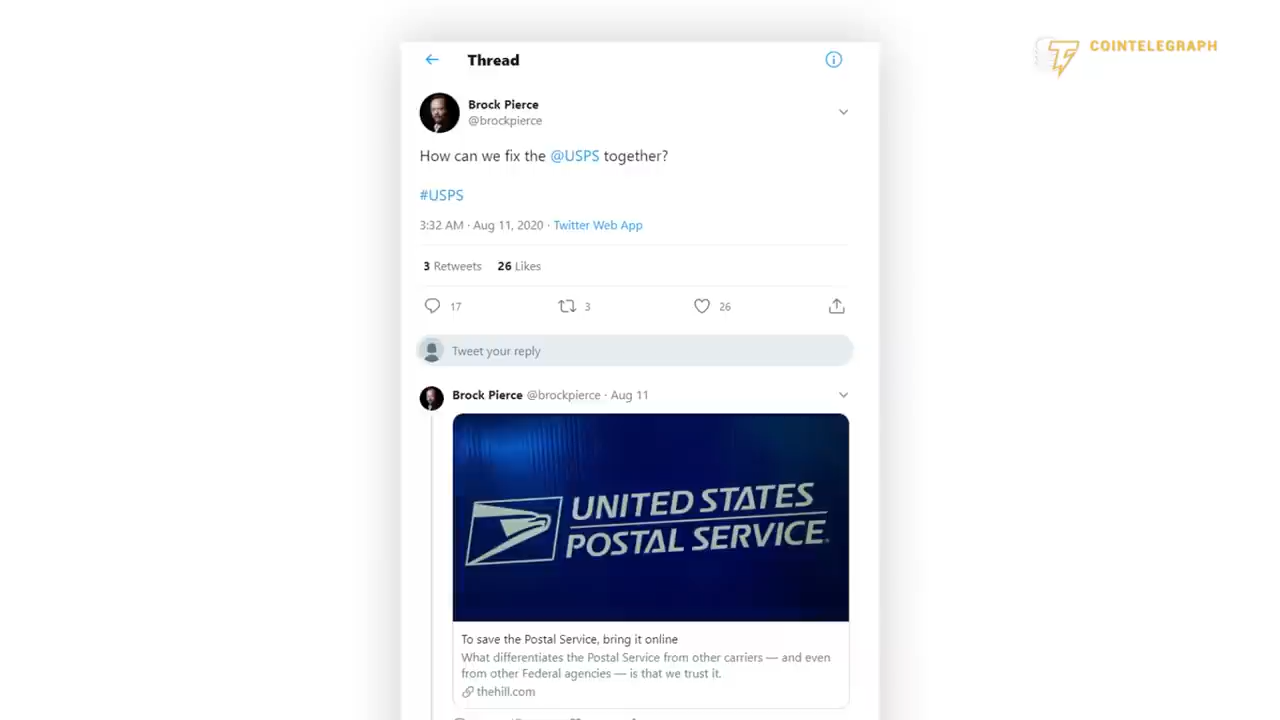 COINTELEGRAPH
Thread
Brock Pierce
@brockpierce
How can we fix the @USPS together?
#USPS
3:32 AM · Aug 11, 2020 · Twitter Web App
3 Retweets 26 Likes
17 3 26
Tweet your reply
Brock Pierce @brockpierce · Aug 11
UNITED STATES
POSTAL SERVICE®
To save the Postal Service, bring it online
What differentiates the Postal Service from other carriers — and even
from other Federal agencies — is that we trust it.
thehill.com